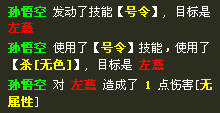 孙悟空 发动了技能【号令】，目标是
左慈
孙悟空 使用了【号令】技能，使用了
【杀[无色]】，目标是 左慈
孙悟空 对 左慈 造成了 1 点伤害[无
属性]